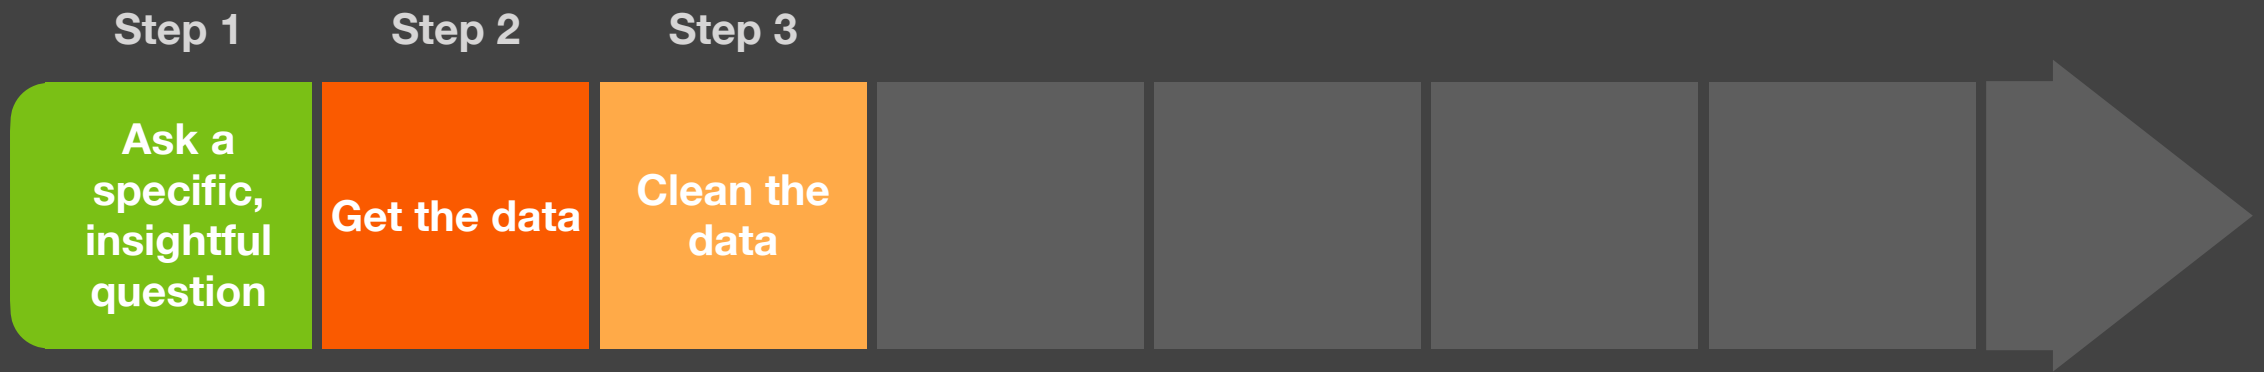 Step 1
Step 2
Step 3
Ask a
specific,
insightful
question
Get the data
Clean the
data